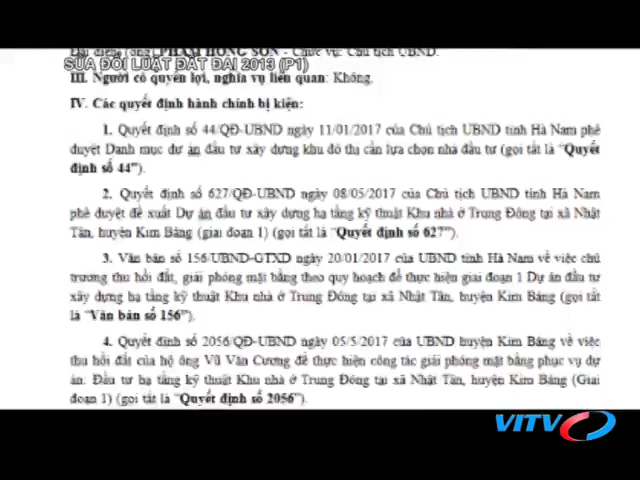 Đại diện: (ông) PHẠM HỒNG SƠN - Chức vụ: Chủ tịch UBND.
SỬA ĐỔI LUẬT ĐẤT ĐAI 2013 (P1)
III. Người có quyền lợi, nghĩa vụ liên quan: Không.
IV. Các quyết định hành chính bị kiện:
1. Quyết định số 44/QĐ-UBND ngày 11/01/2017 của Chủ tịch UBND tỉnh Hà Nam phê
duyệt Danh mục dự án đầu tư xây dựng khu đô thị cần lựa chọn nhà đầu tư (gọi tắt là "Quyết
định số 44").
2. Quyết định số 627/QĐ-UBND ngày 08/05/2017 của Chủ tịch UBND tỉnh Hà Nam
phê duyệt đề xuất Dự án đầu tư xây dựng hạ tầng kỹ thuật Khu nhà ở Trung Đông tại xã Nhật
Tân, huyện Kim Bảng (giai đoạn 1) (gọi tắt là "Quyết định số 627").
3. Văn bản số 156/UBND-GTXD ngày 20/01/2017 của UBND tỉnh Hà Nam về việc chủ
trương thu hồi đất, giải phóng mặt bằng theo quy hoạch để thực hiện giai đoạn 1 Dự án đầu tư
xây dựng hạ tầng kỹ thuật Khu nhà ở Trung Đông tại xã Nhật Tân, huyện Kim Bảng (gọi tắt
là "Văn bản số 156").
4. Quyết định số 2056/QĐ-UBND ngày 05/5/2017 của UBND huyện Kim Bảng về việc
thu hồi đất của hộ ông Vũ Văn Cương để thực hiện công tác giải phóng mặt bằng phục vụ dự
án: Đầu tư hạ tầng kỹ thuật Khu nhà ở Trung Đông tại xã Nhật Tân, huyện Kim Bảng (Giai
đoạn 1) (gọi tắt là "Quyết định số 2056").
VITV